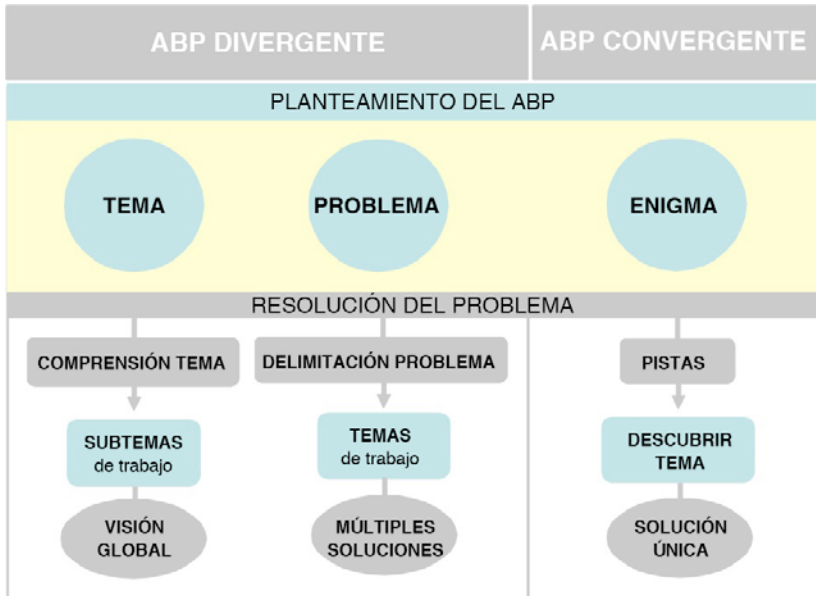 ABP DIVERGENTE
ABP CONVERGENTE
PLANTEAMIENTO DEL ABP
TEMA
PROBLEMA
ENIGMA
RESOLUCIÓN DEL PROBLEMA
COMPRENSIÓN TEMA
DELIMITACIÓN PROBLEMA
PISTAS
SUBTEMAS
de trabajo
TEMAS
de trabajo
DESCUBRIR
TEMA
VISIÓN
GLOBAL
MÚLTIPLES
SOLUCIONES
SOLUCIÓN
ÚNICA